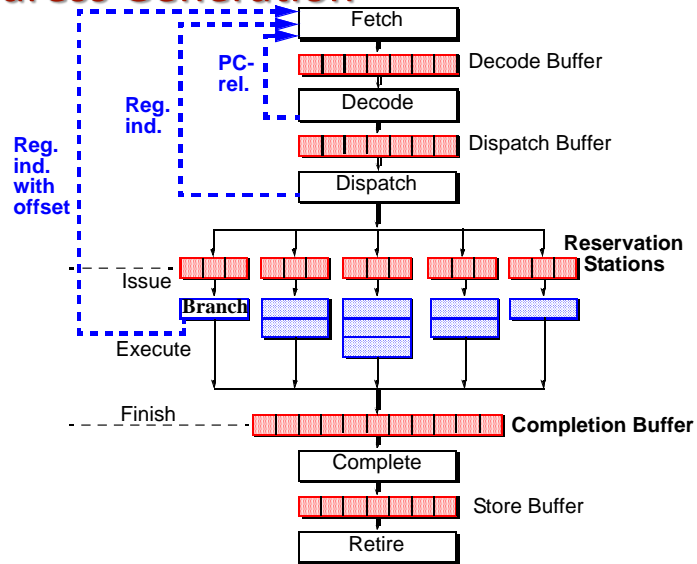 Generation
Fetch
PC-
rel.
Decode Buffer
Decode
Reg.
ind.
Dispatch Buffer
Reg.
ind.
with
offset
Dispatch
Reservation
Stations
Issue
Branch
Execute
Finish
Completion Buffer
Complete
Store Buffer
Retire